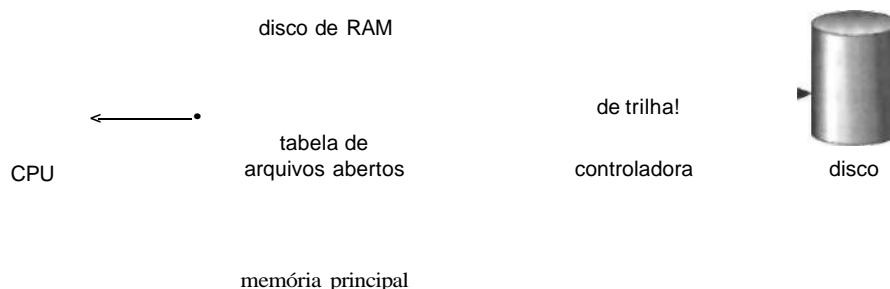 disco de RAM
de trilha!
tabela de
arquivos abertos
CPU
controladora
disco
memória principal